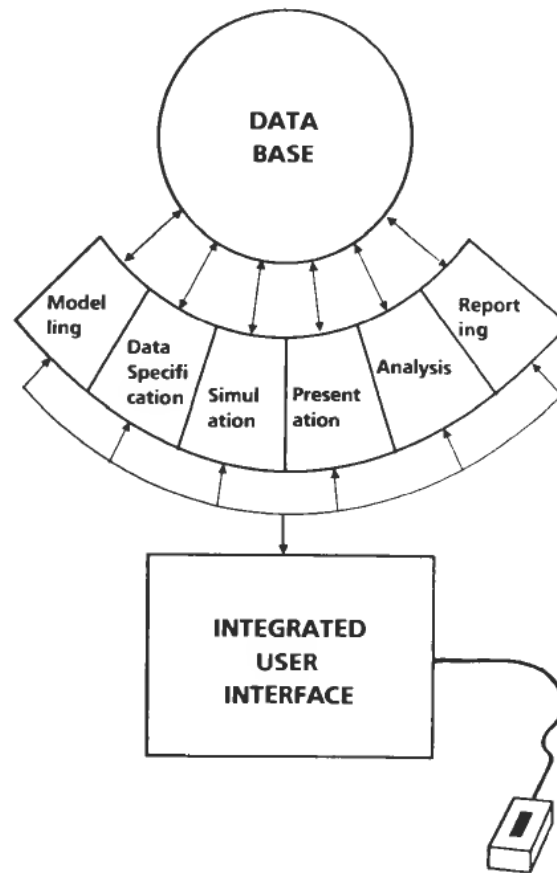 DATA
BASE
Model
ling
Data
Specifi
cation
Simul
ation
Present
ation
Analysis
Report
ing
INTEGRATED
USER
INTERFACE